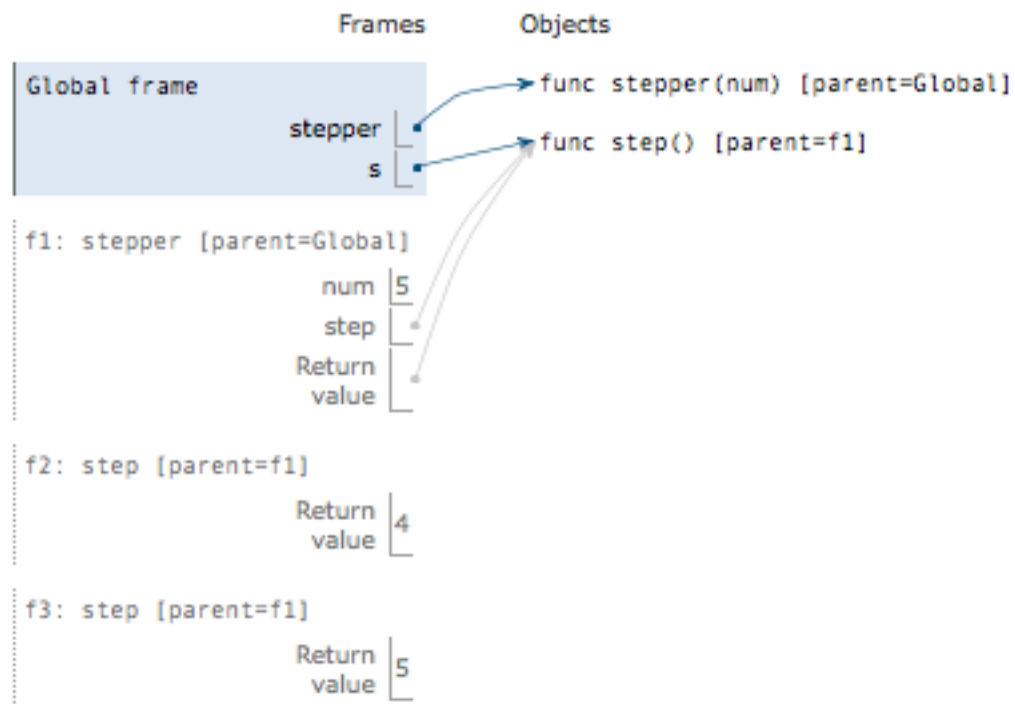 Frames Objects
Global frame
func stepper(num) [parent=Global]
stepper
func step() [parent=f1]
s
f1: stepper [parent=Global]
num 5
step
Return
value
f2: step [parent=f1]
Return
value 4
f3: step [parent=f1]
Return
value 5